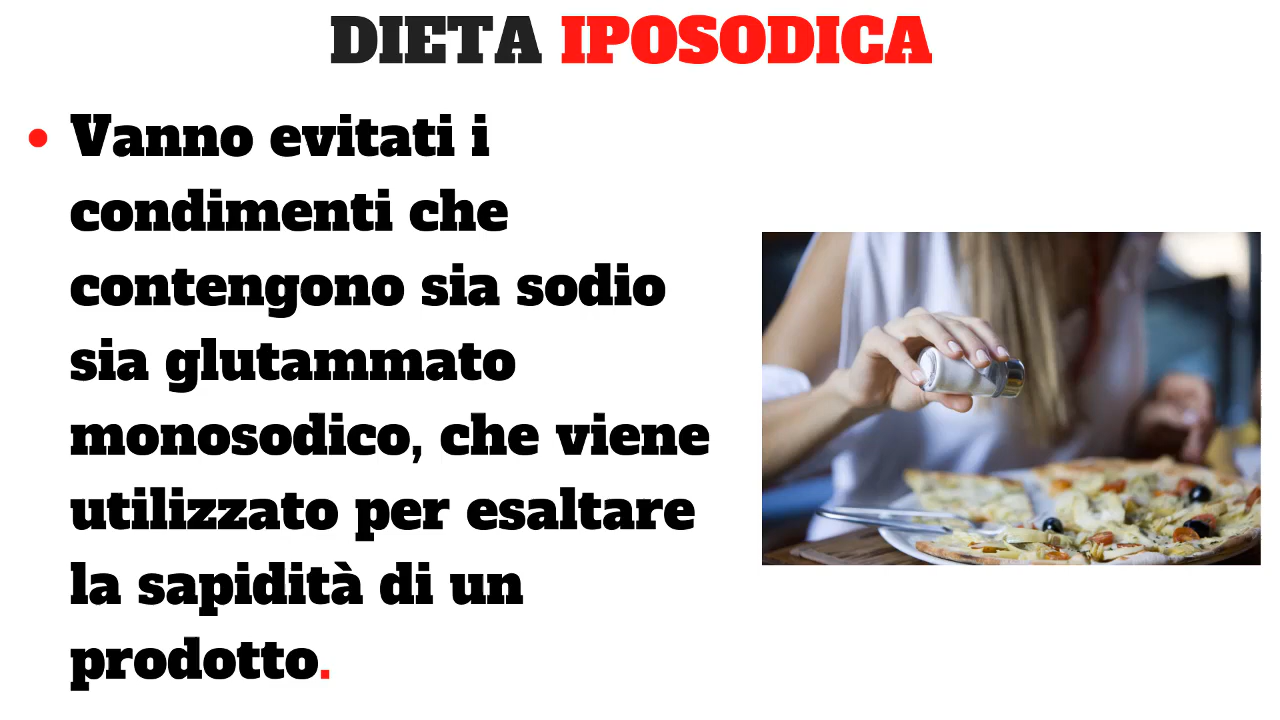 DIETA IPOSODICA
• Vanno evitati i
condimenti che
contengono sia sodio
sia glutammato
monosodico, che viene
utilizzato per esaltare
la sapidità di un
prodotto.